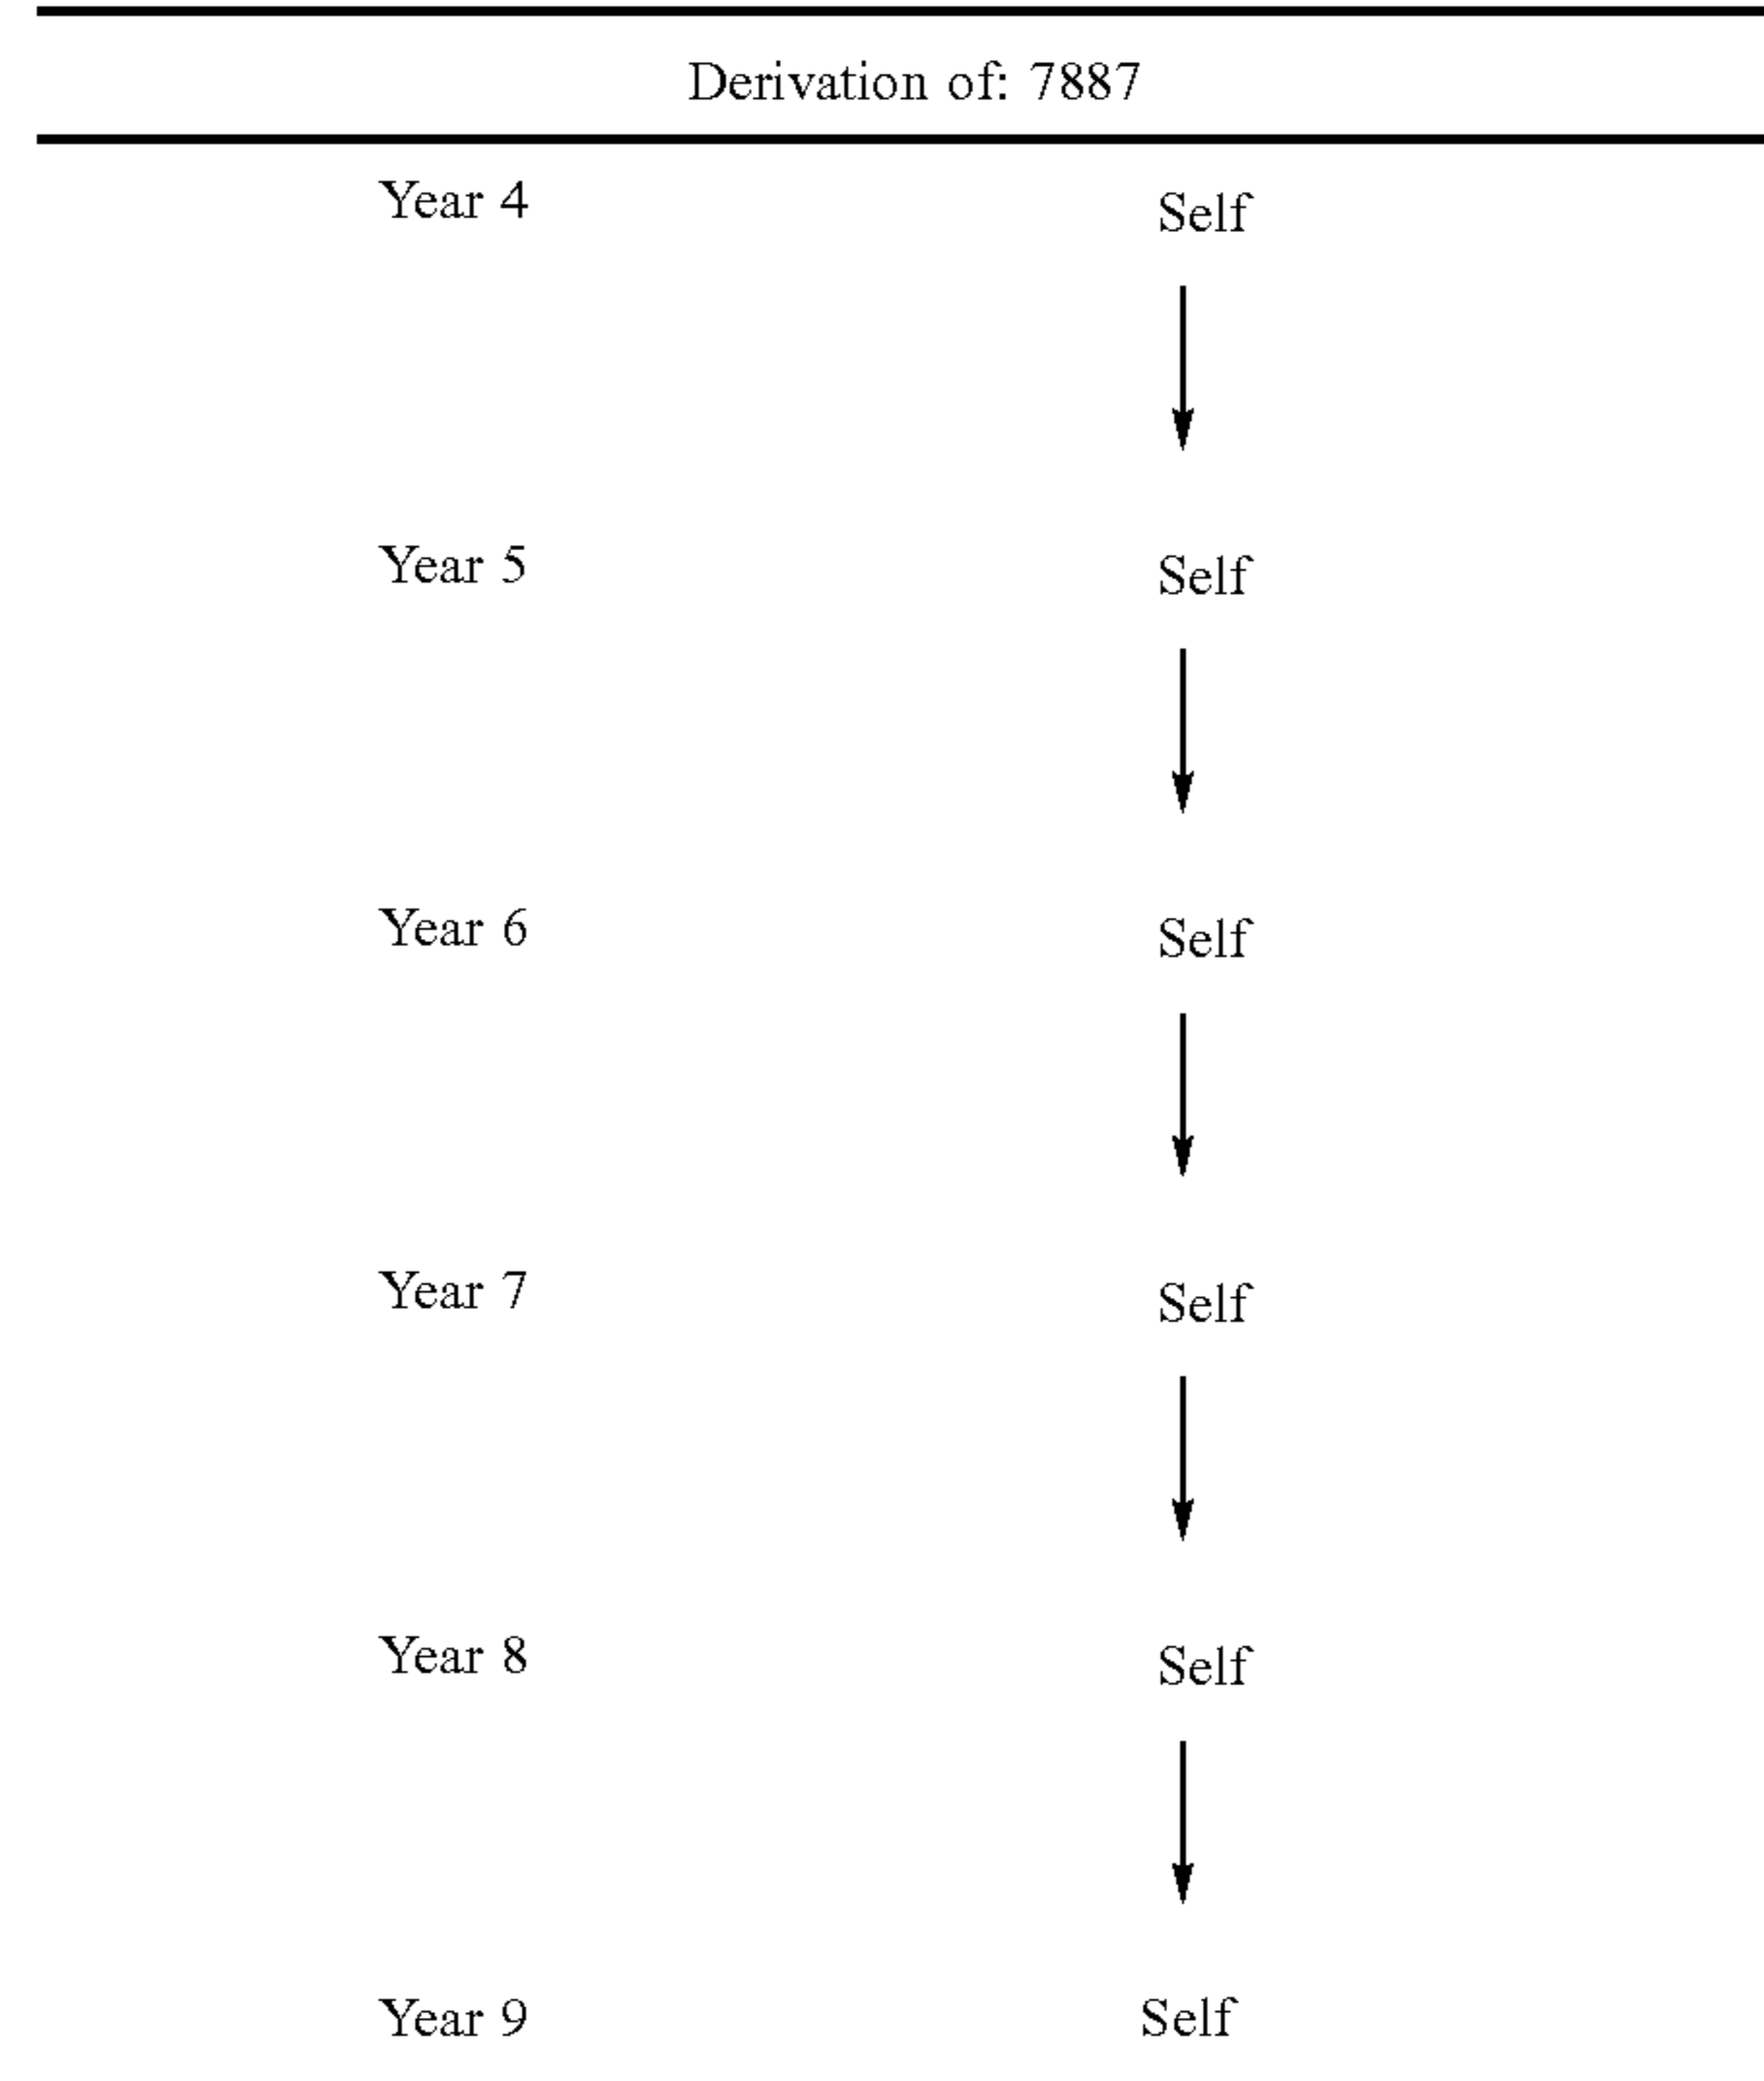 Derivation of: 7887
Year 4 Self
Year 5 Self
Year 6 Self
Year 7 Self
Year 8 Self
Year 9 Self